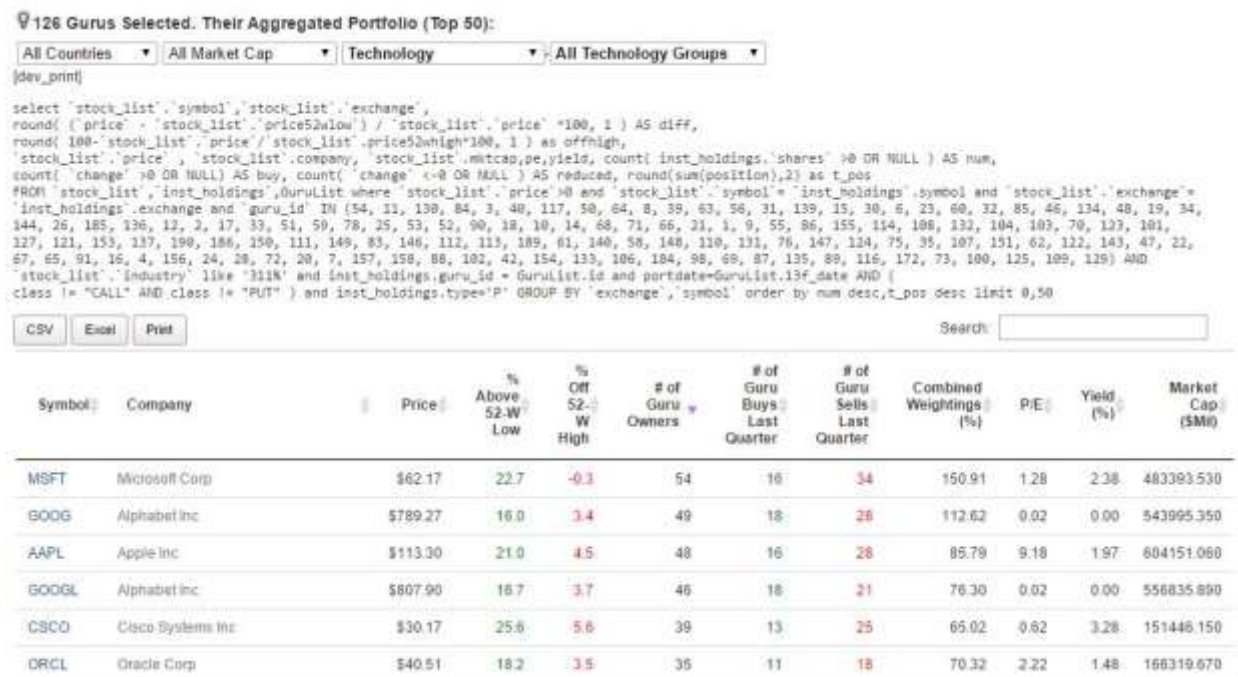 126 Gurus Selected. Their Aggregated Portfolio (Top 50):
All Countries All Market Cap Technology - All Technology Groups
|dev_print|
select `stock_list`.`symbol`,`stock_list`.`exchange`,
round( (`price` - `stock_list`.`price52wlow`) / `stock_list`.`price` *100, 1 ) AS diff,
round( 100-`stock_list`.`price`/`stock_list`.price52whigh*100, 1 ) as offhigh,
`stock_list`.`price` , `stock_list`.company, `stock_list`.mktcap,pe,yield, count( inst_holdings.`shares` >0 OR NULL ) AS num,
count( `change` >0 OR NULL) AS buy, count( `change` <-0 OR NULL ) AS reduced, round(sum(position),2) as t_pos
FROM `stock_list`,`inst_holdings`,GuruList where `stock_list`.`price`>0 and `stock_list`.`symbol`= `inst_holdings`.symbol and `stock_list`.`exchange`=
`inst_holdings`.exchange and `guru_id` IN (54, 11, 130, 84, 3, 40, 117, 50, 64, 8, 39, 63, 56, 31, 139, 15, 30, 6, 23, 60, 32, 85, 46, 134, 48, 19, 34,
144, 26, 185, 136, 12, 2, 17, 33, 51, 59, 78, 25, 53, 52, 90, 18, 10, 14, 68, 71, 66, 21, 1, 9, 55, 86, 155, 114, 108, 132, 104, 103, 70, 123, 101,
127, 121, 153, 137, 190, 186, 150, 111, 149, 83, 146, 112, 113, 189, 61, 140, 58, 148, 110, 131, 76, 147, 124, 75, 35, 107, 151, 62, 122, 143, 47, 22,
67, 65, 91, 16, 4, 156, 24, 28, 72, 20, 7, 157, 158, 88, 102, 42, 154, 133, 106, 184, 98, 69, 87, 135, 89, 116, 172, 73, 100, 125, 109, 129) AND
`stock_list`.`industry` like '311%' and inst_holdings.guru_id = GuruList.id and portdate=GuruList.13f_date AND (
class != "CALL" AND class != "PUT" ) and inst_holdings.type='P' GROUP BY `exchange`,`symbol` order by num desc,t_pos desc limit 0,50
CSV Excel Print Search:
Symbol Company Price % Above 52-W Low % Off 52-W High # of Guru Owners # of Guru Buys Last Quarter # of Guru Sells Last Quarter Combined Weightings (%) P/E Yield (%) Market Cap ($Mil)
MSFT Microsoft Corp $62.17 22.7 -0.3 54 16 34 150.91 1.28 2.38 483393.530
GOOG Alphabet Inc $789.27 16.0 3.4 49 18 28 112.62 0.02 0.00 543995.350
AAPL Apple Inc $113.30 21.0 4.5 48 16 28 85.79 9.18 1.97 604151.060
GOOGL Alphabet Inc $807.90 16.7 3.7 46 18 21 76.30 0.02 0.00 556835.890
CSCO Cisco Systems Inc $30.17 25.6 5.6 39 13 25 65.02 0.62 3.28 151446.150
ORCL Oracle Corp $40.51 18.2 3.5 35 11 18 70.32 2.22 1.48 166319.670